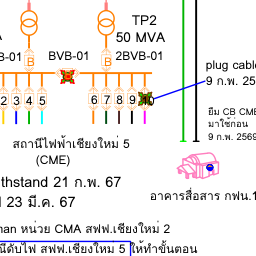 TP2
50 MVA
BVB-01
BVB-01
2BVB-01
B
B
plug cable
9 ก.พ. 25
2 3 4 5
6 7 8 9 10
ยืม CB CME
มาใช้ก่อน
9 ก.พ. 2569
สถานีไฟฟ้าเชียงใหม่ 5
(CME)
thstand 21 ก.พ. 67
23 มี.ค. 67
อาคารสื่อสาร กฟน.1
nan หน่วย CMA สฟฟ.เชียงใหม่ 2
นีดับไฟ สฟฟ.เชียงใหม่ 5 ให้ทำขั้นตอน